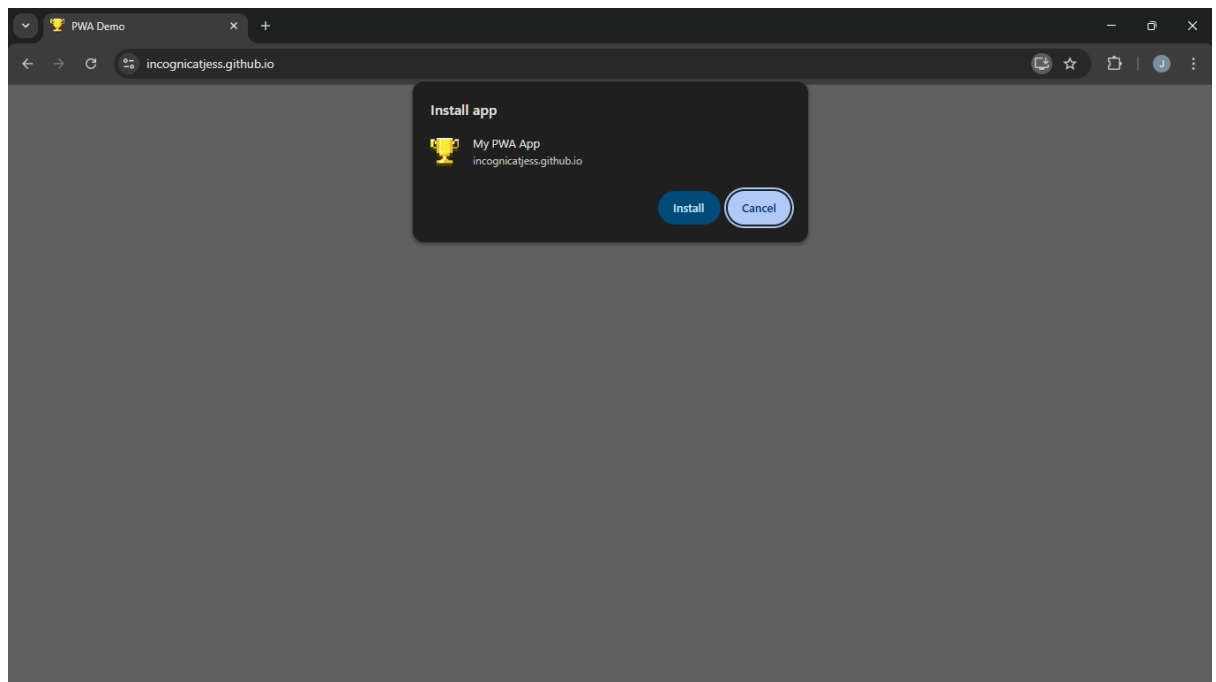 PWA Demo
incognicatjess.github.io
J
Install app
My PWA App
incognicatjess.github.io
Install Cancel